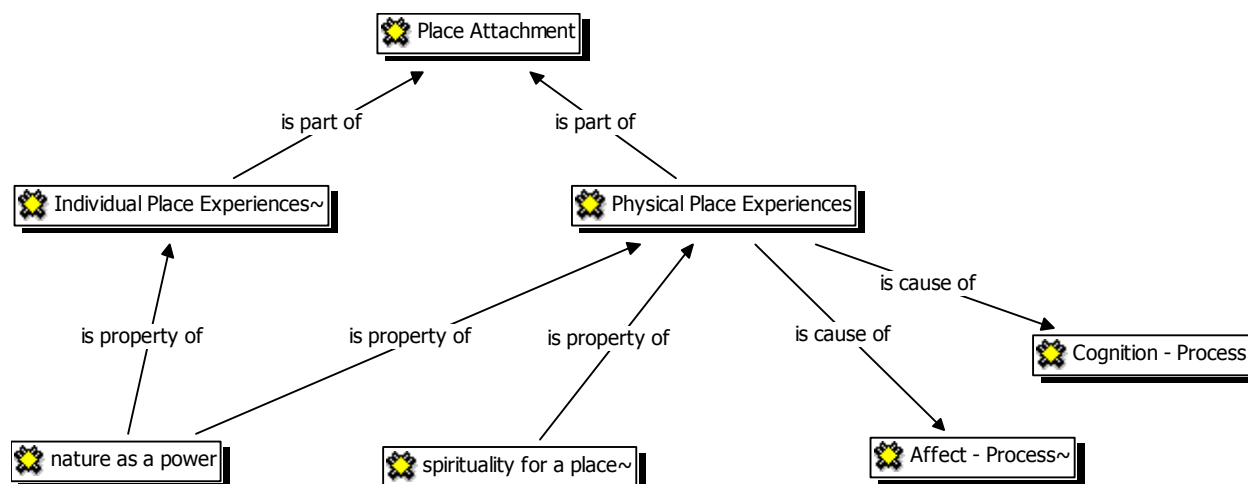 Place Attachment
is part of
is part of
Individual Place Experiences~
Physical Place Experiences
is cause of
is property of
is property of
is property of
is cause of
Cognition - Process
nature as a power
spirituality for a place~
Affect - Process~